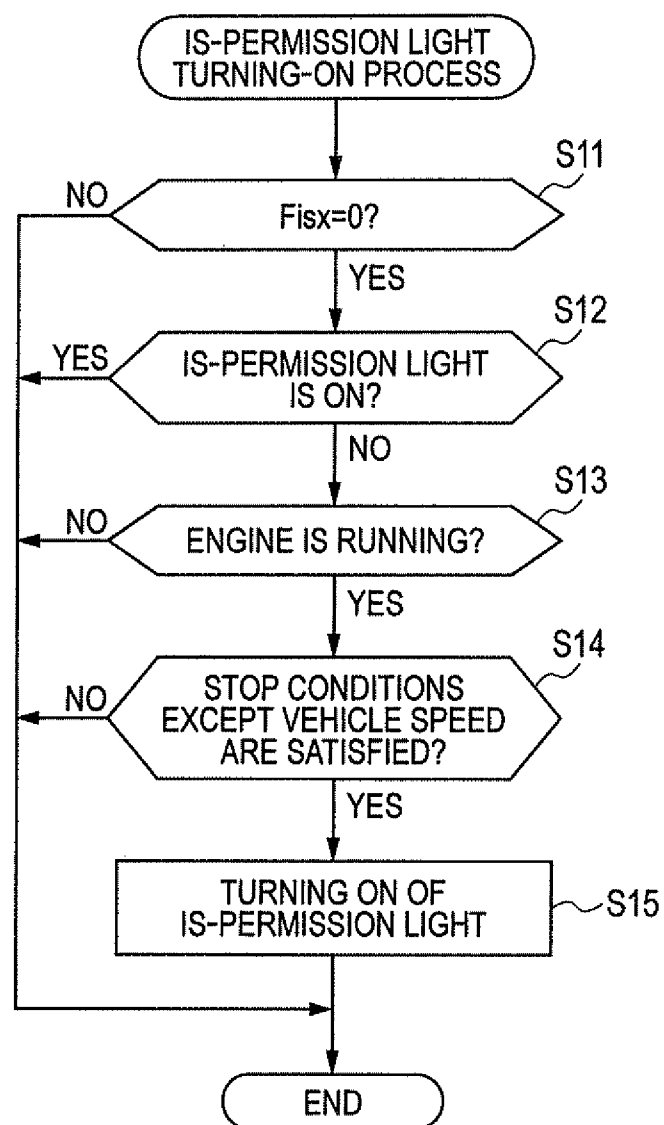 IS-PERMISSION LIGHT
TURNING-ON PROCESS
S11
NO
Fisx=0?
YES
S12
YES
IS-PERMISSION LIGHT
IS ON?
NO
S13
NO
ENGINE IS RUNNING?
YES
S14
NO
STOP CONDITIONS
EXCEPT VEHICLE SPEED
ARE SATISFIED?
YES
TURNING ON OF
IS-PERMISSION LIGHT
S15
END